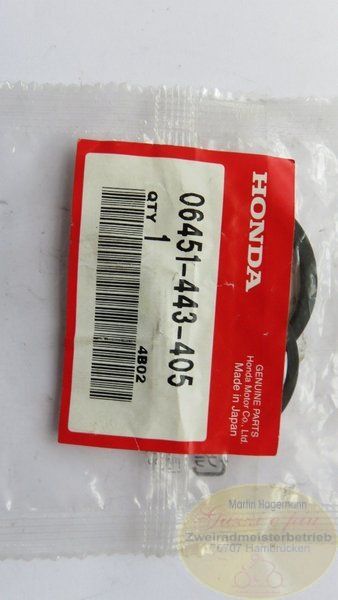 HONDA
GENUINE PARTS
Honda Motor Co., Ltd.
Made in Japan
06451-443-405
QTY 1
4B02
Martin Hagemann
Zweiradmeisterbetrieb
76707 Hambrücken